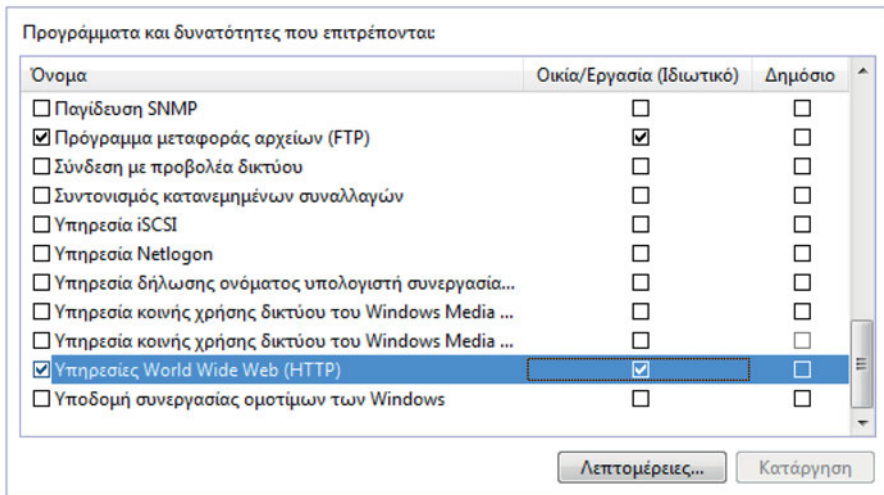 Προγράμματα και δυνατότητες που επιτρέπονται:
Όνομα Οικία/Εργασία (Ιδιωτικό) Δημόσιο
Παγίδευση SNMP
Πρόγραμμα μεταφοράς αρχείων (FTP)
Σύνδεση με προβολέα δικτύου
Συντονισμός κατανεμημένων συναλλαγών
Υπηρεσία iSCSI
Υπηρεσία Netlogon
Υπηρεσία δήλωσης ονόματος υπολογιστή συνεργασία...
Υπηρεσία κοινής χρήσης δικτύου του Windows Media ...
Υπηρεσία κοινής χρήσης δικτύου του Windows Media ...
Υπηρεσίες World Wide Web (HTTP)
Υποδομή συνεργασίας ομοτίμων των Windows
Λεπτομέρειες... Κατάργηση